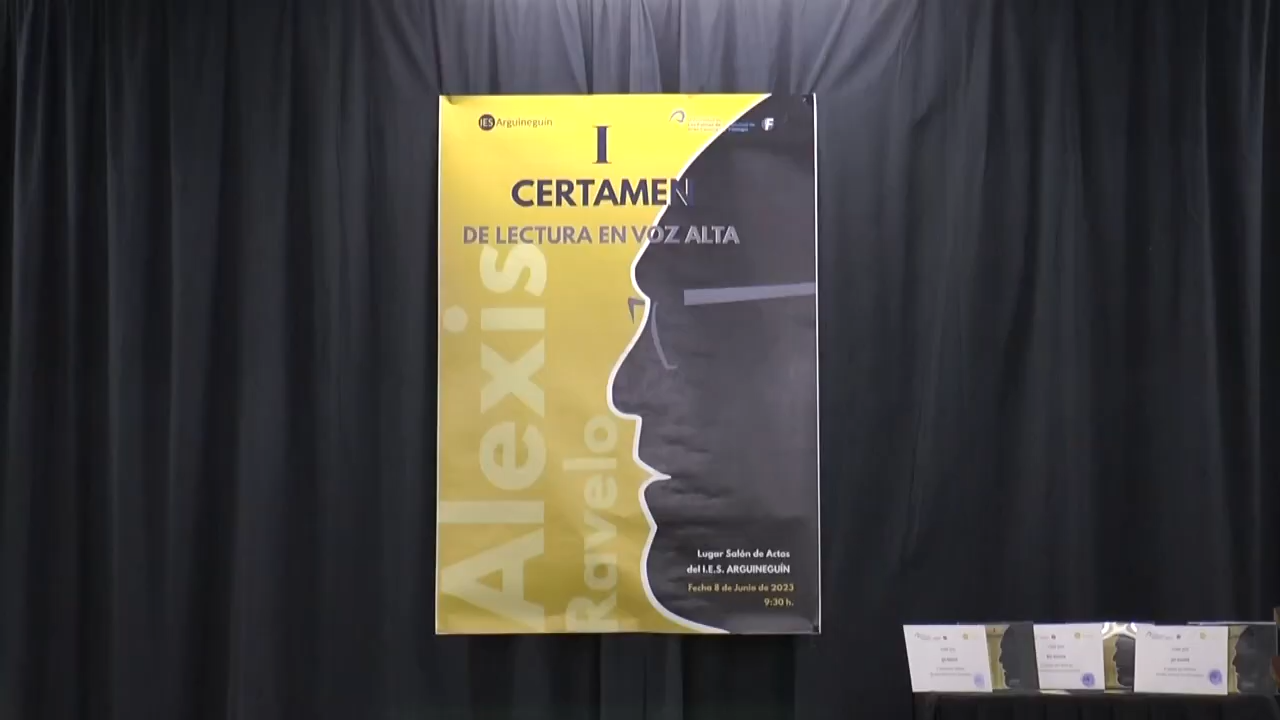 IES Arguineguín
I
CERTAMEN
DE LECTURA EN VOZ ALTA
Alexis
Ravelo
Lugar Salón de Actos
del I.E.S. ARGUINEGUÍN
Fecha 8 de Junio de 2023
9:30 h.